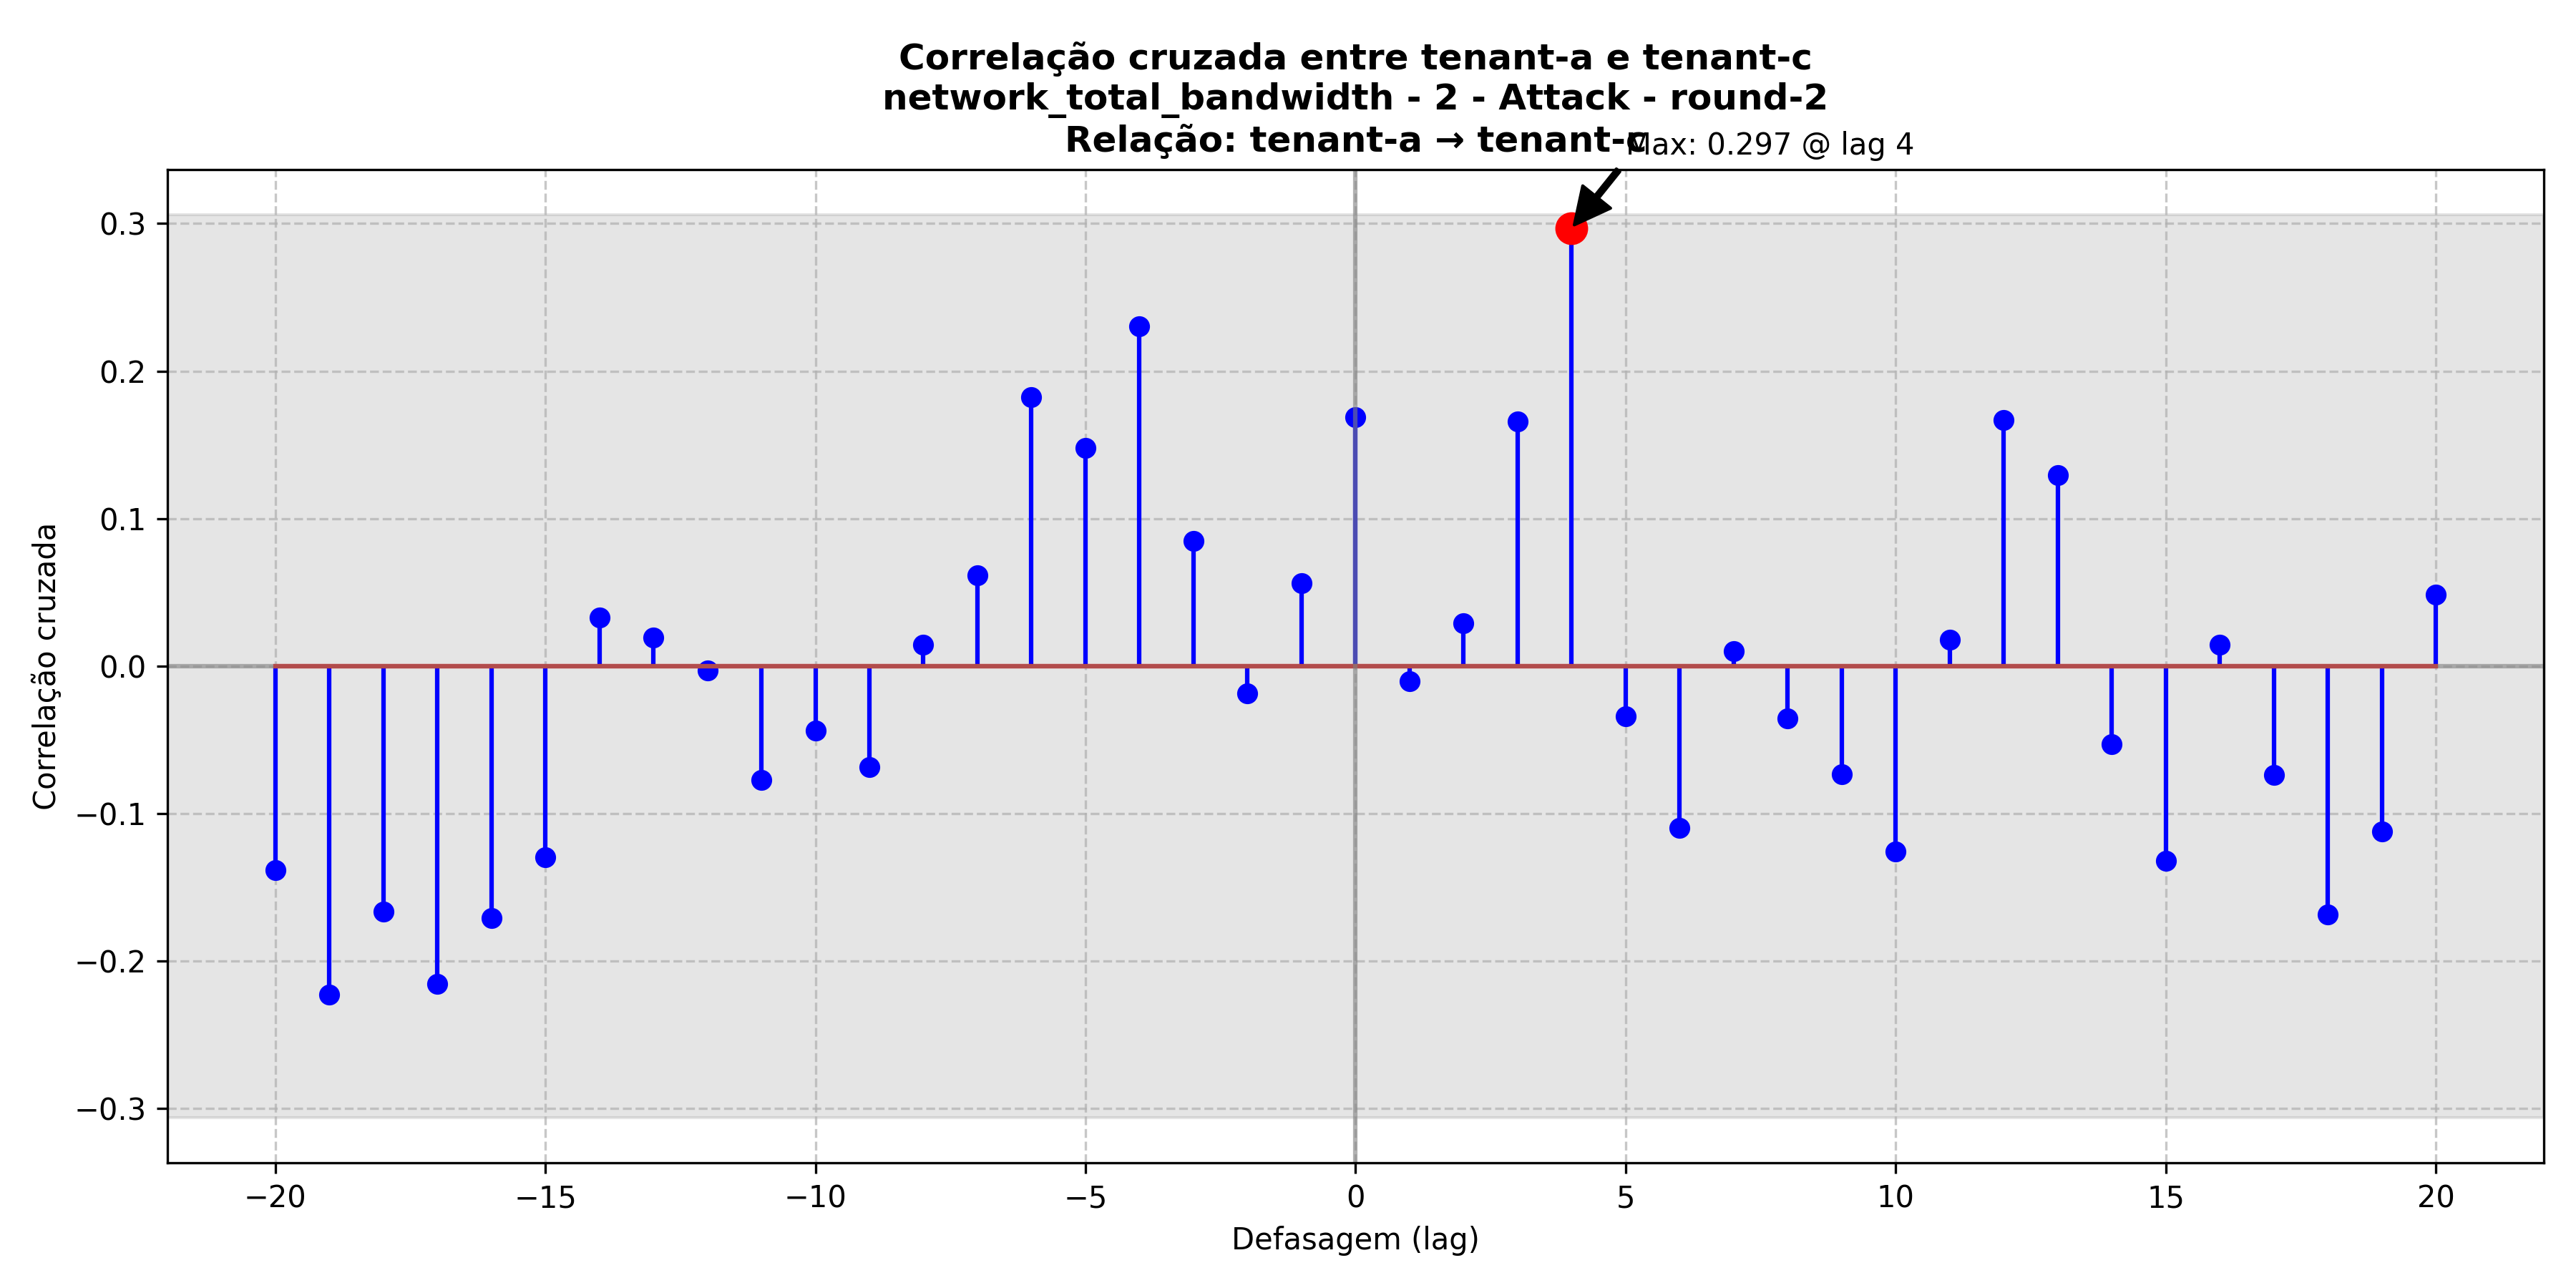 Correlação cruzada entre tenant-a e tenant-c
network_total_bandwidth - 2 - Attack - round-2
Relação: tenant-a → tenant-c
Max: 0.297 @ lag 4
0.3
0.2
0.1
0.0
−0.1
−0.2
−0.3
Correlação cruzada
−20 −15 −10 −5 0 5 10 15 20
Defasagem (lag)